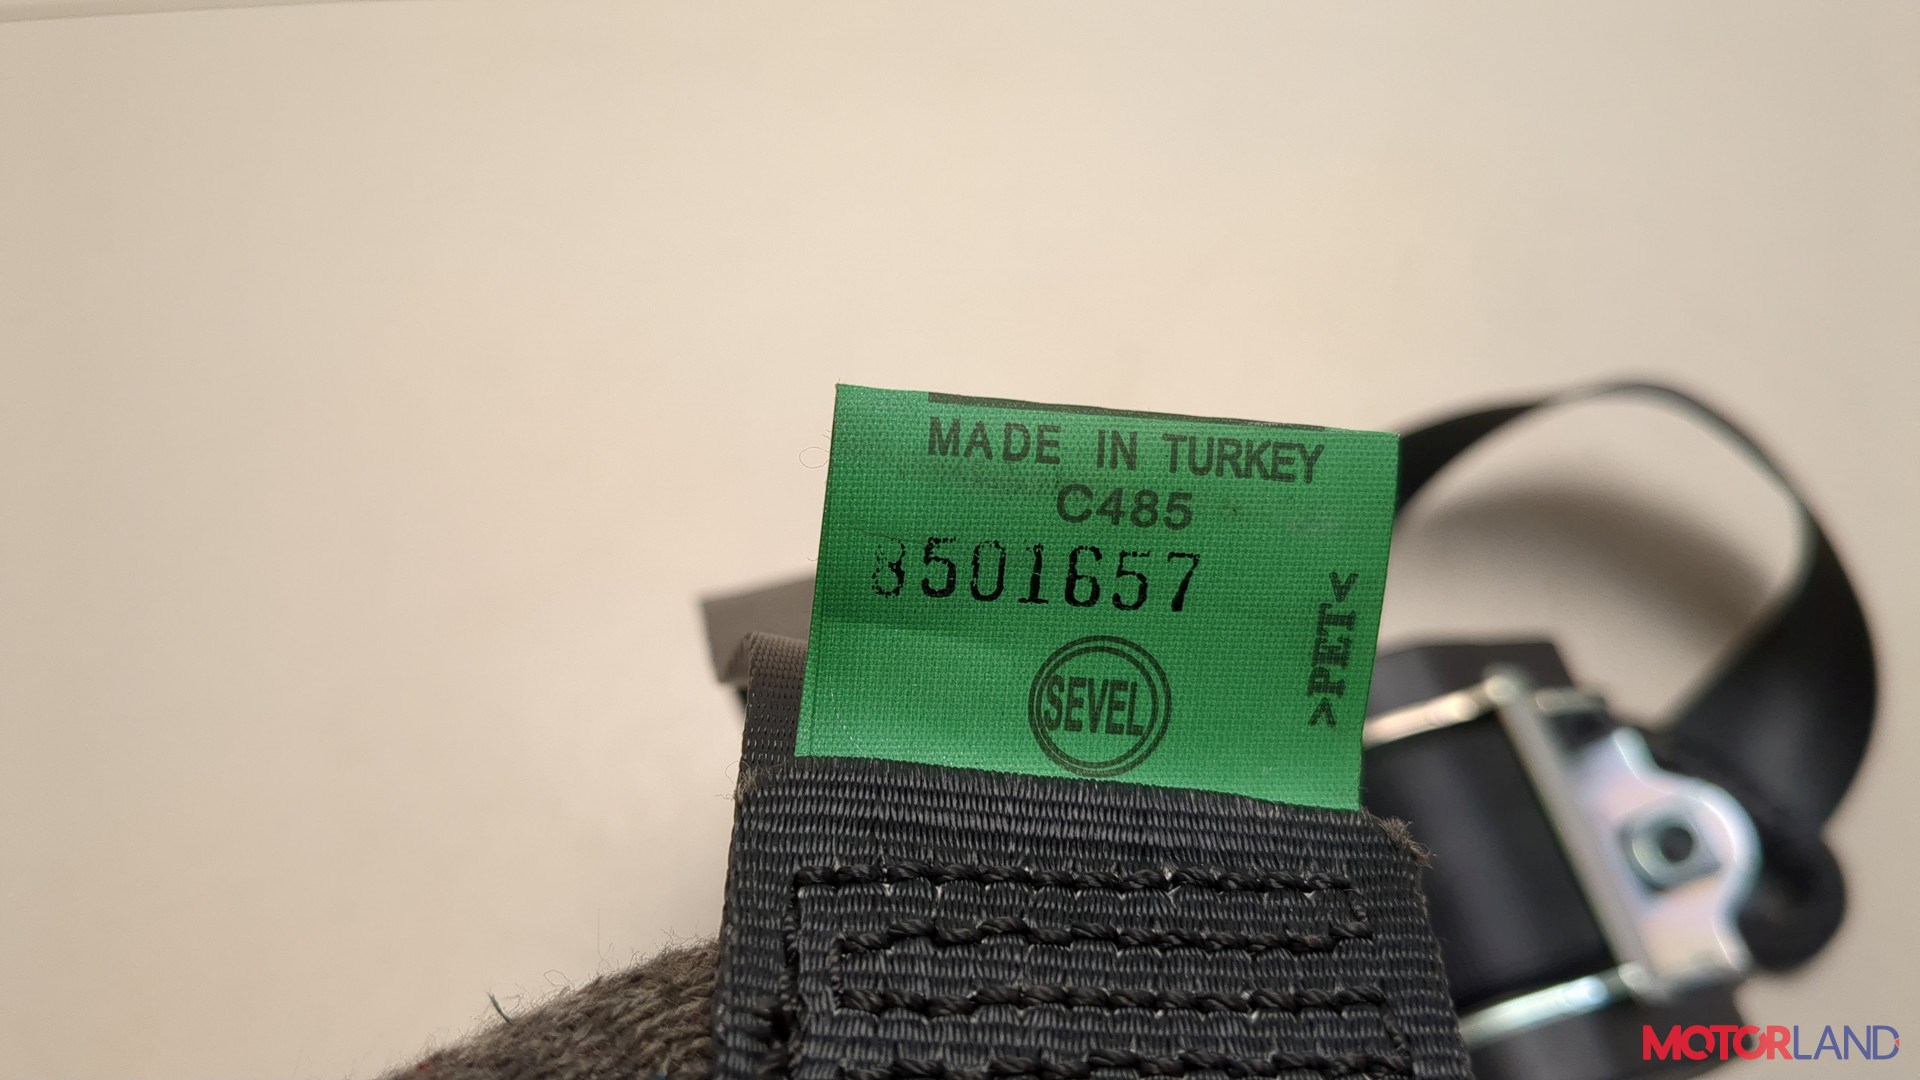 MADE IN TURKEY
C485
8501657
>PET<
SEVEL
MOTORLAND